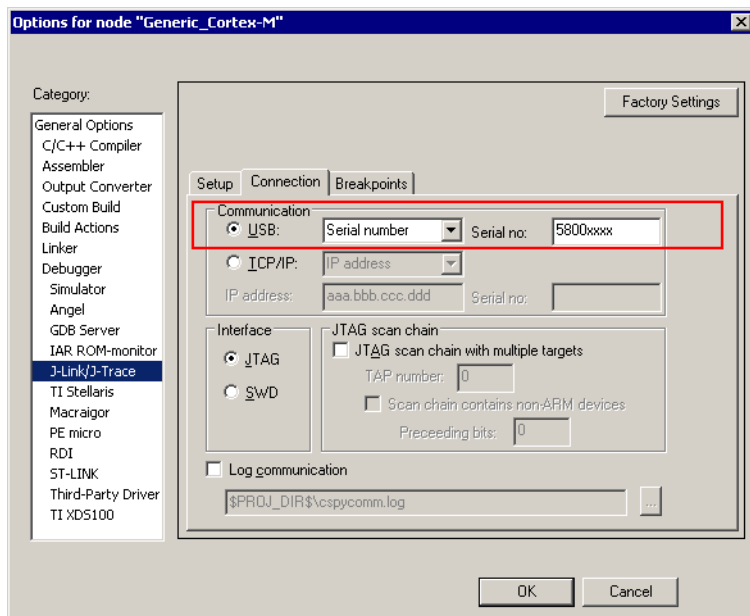 Options for node "Generic_Cortex-M"
Category:
Factory Settings
General Options
C/C++ Compiler
Assembler
Output Converter
Custom Build
Build Actions
Linker
Debugger
Simulator
Angel
GDB Server
IAR ROM-monitor
J-Link/J-Trace
TI Stellaris
Macraigor
PE micro
RDI
ST-LINK
Third-Party Driver
TI XDS100
Setup Connection Breakpoints
Communication
USB: Serial number Serial no: 5800xxxx
TCP/IP: IP address
IP address: aaa.bbb.ccc.ddd Serial no:
Interface
JTAG
SWD
JTAG scan chain
JTAG scan chain with multiple targets
TAP number: 0
Scan chain contains non-ARM devices
Preceeding bits: 0
Log communication
$PROJ_DIR$\cspycomm.log ...
OK Cancel